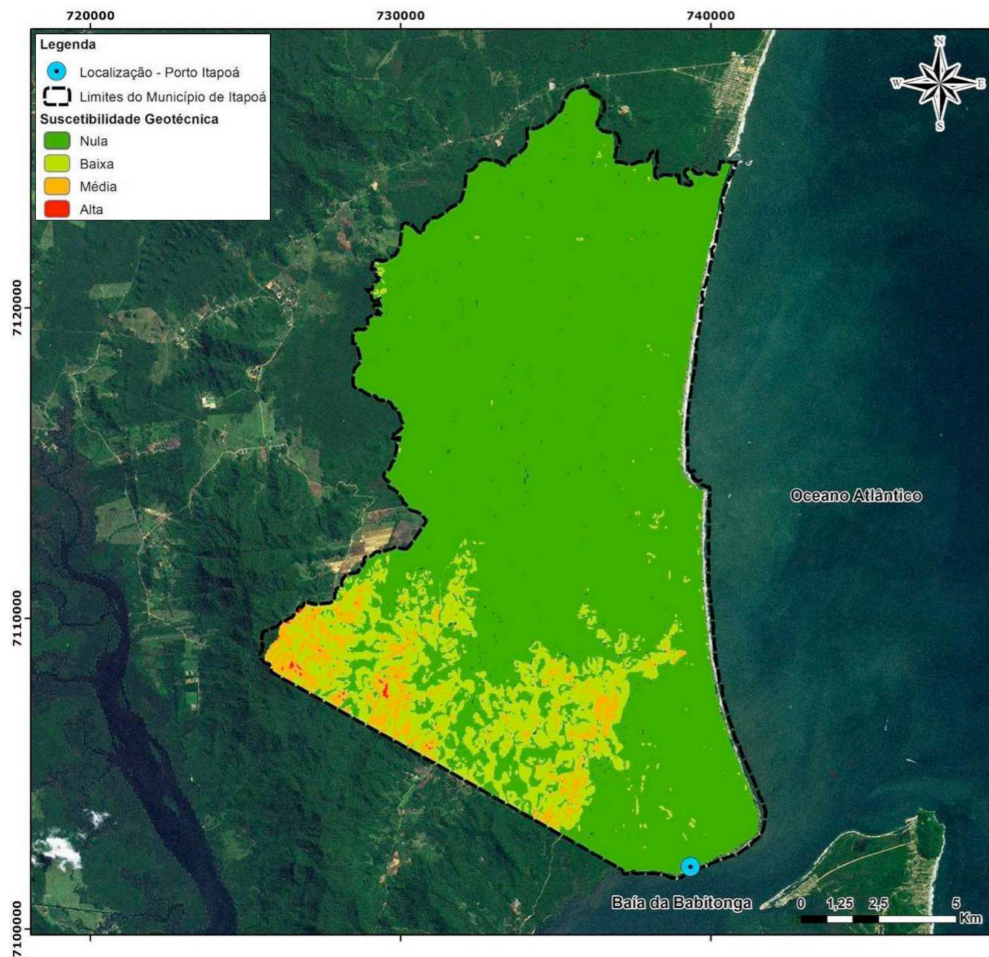 720000
730000
740000
Legenda
Localização - Porto Itapoá
Limites do Município de Itapoá
Suscetibilidade Geotécnica
Nula
Baixa
Média
Alta
N
W
E
S
7120000
Oceano Atlântico
7110000
Baía da Babitonga
0 1,25 2,5 5
Km
7100000